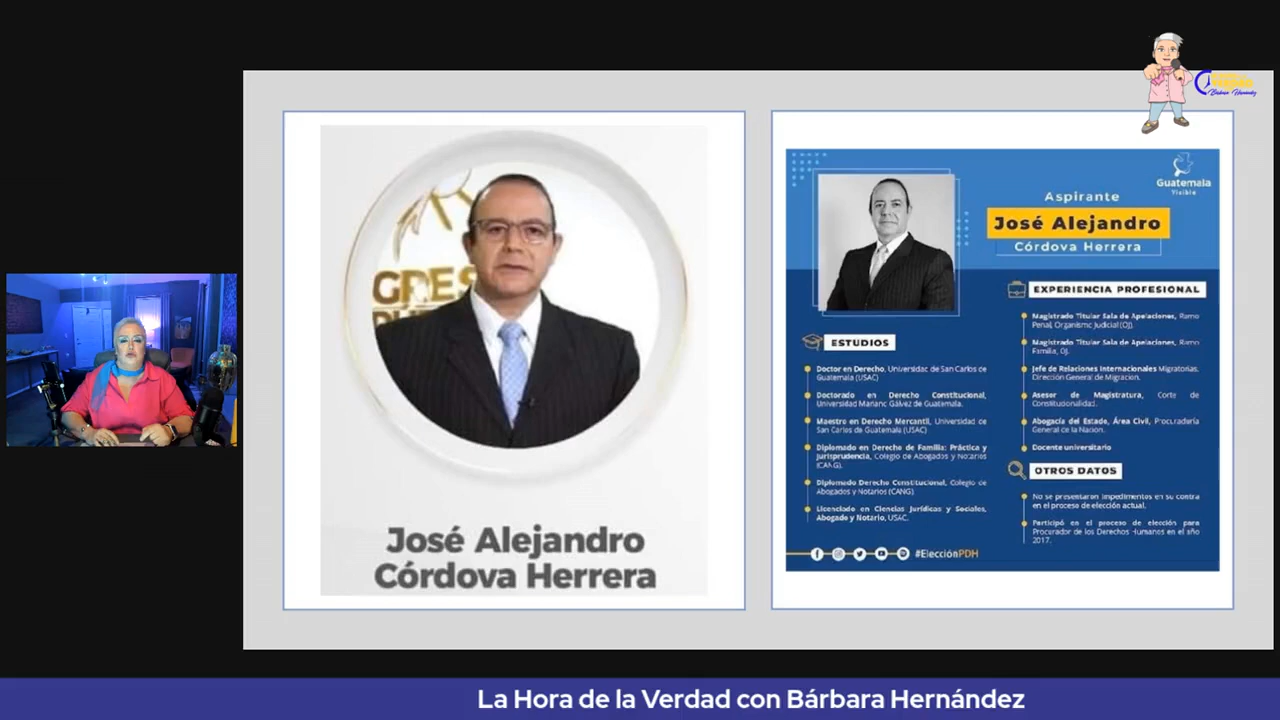 GRES
José Alejandro
Córdova Herrera
Guatemala
Visible
Aspirante
José Alejandro
Córdova Herrera
ESTUDIOS
Doctor en Derecho, Universidad de San Carlos de
Guatemala (USAC)
Doctorado en Derecho Constitucional,
Universidad Mariano Gálvez de Guatemala.
Maestro en Derecho Mercantil, Universidad de
San Carlos de Guatemala (USAC)
Diplomado en Derecho de Familia: Práctica y
Jurisprudencia, Colegio de Abogados y Notarios
(CANG).
Diplomado Derecho Constitucional, Colegio de
Abogados y Notarios (CANG)
Licenciado en Ciencias Jurídicas y Sociales,
Abogado y Notario, USAC.
EXPERIENCIA PROFESIONAL
Magistrado Titular Sala de Apelaciones, Ramo
Penal, Organismo Judicial (OJ).
Magistrado Titular Sala de Apelaciones, Ramo
Familia, OJ.
Jefe de Relaciones Internacionales Migratorias,
Dirección General de Migración.
Asesor de Magistratura, Corte de
Constitucionalidad.
Abogacía del Estado, Área Civil, Procuraduría
General de la Nación.
Docente universitario
OTROS DATOS
No se presentaron impedimentos en su contra
en el proceso de elección actual.
Participó en el proceso de elección para
Procurador de los Derechos Humanos en el año
2017.
#ElecciónPDH
La Hora de la Verdad con Bárbara Hernández